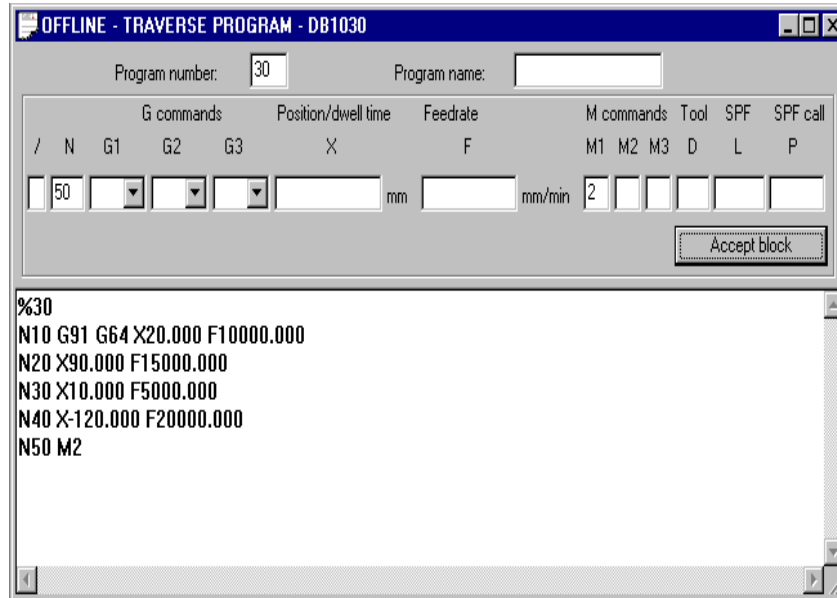 OFFLINE - TRAVERSE PROGRAM - DB1030
Program number: 30 Program name:
G commands Position/dwell time Feedrate M commands Tool SPF SPF call
/ N G1 G2 G3 X F M1 M2 M3 D L P
50 mm mm/min 2
Accept block
%30
N10 G91 G64 X20.000 F10000.000
N20 X90.000 F15000.000
N30 X10.000 F5000.000
N40 X-120.000 F20000.000
N50 M2